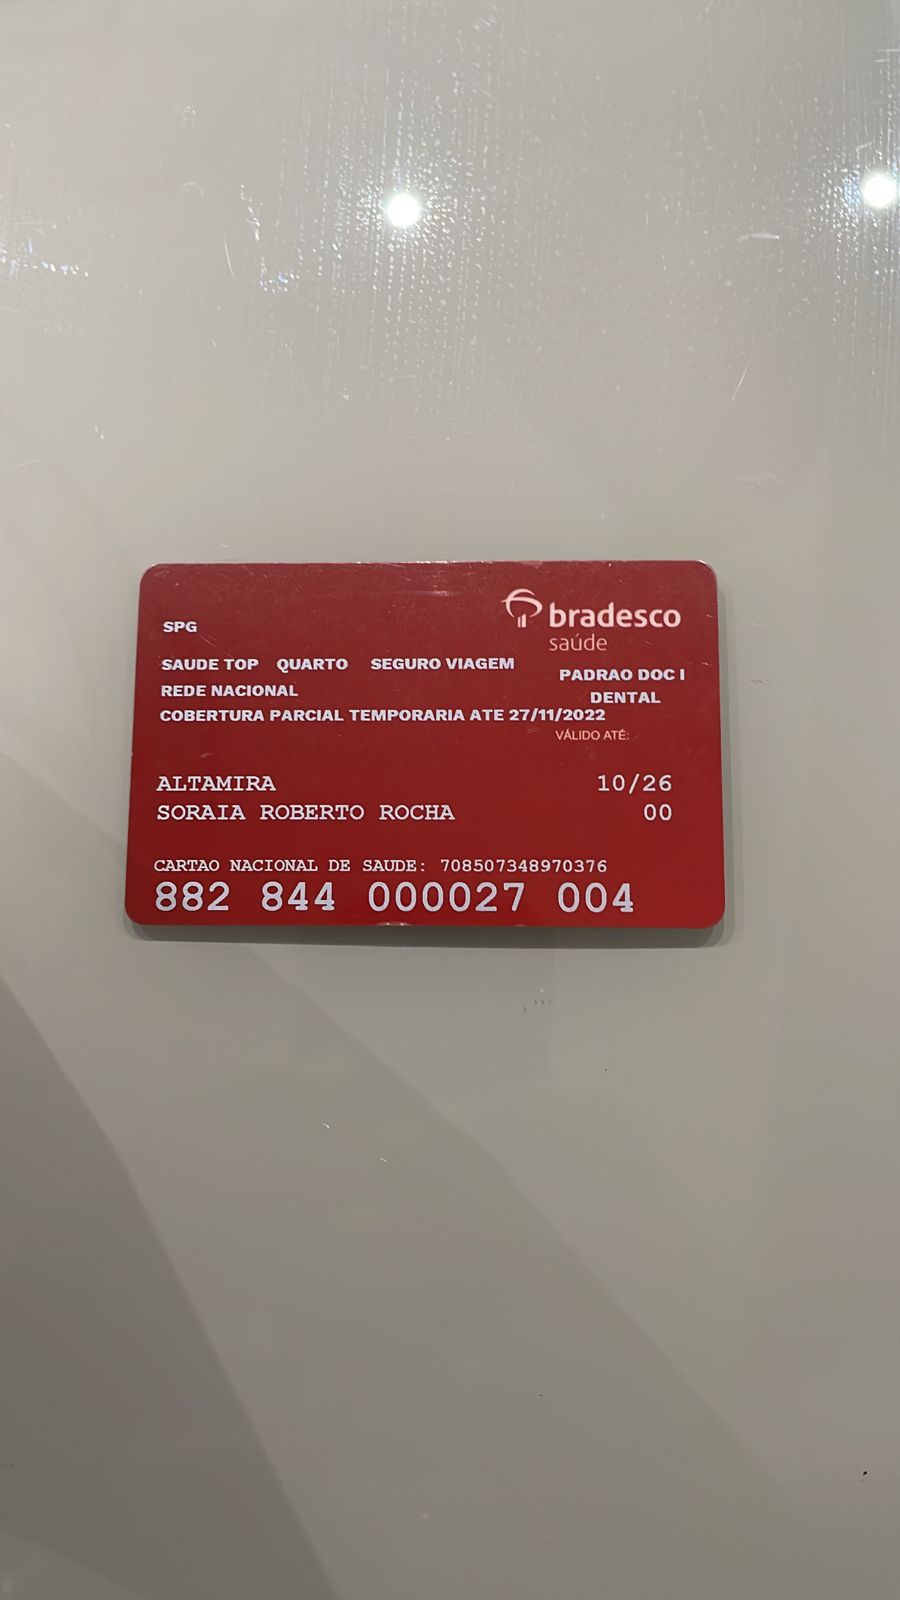 bradesco
saúde
SPG
SAUDE TOP QUARTO SEGURO VIAGEM
PADRAO DOC I
REDE NACIONAL
DENTAL
COBERTURA PARCIAL TEMPORARIA ATE 27/11/2022
VÁLIDO ATÉ:
ALTAMIRA 10/26
SORAIA ROBERTO ROCHA 00
CARTAO NACIONAL DE SAUDE: 708507348970376
882 844 000027 004